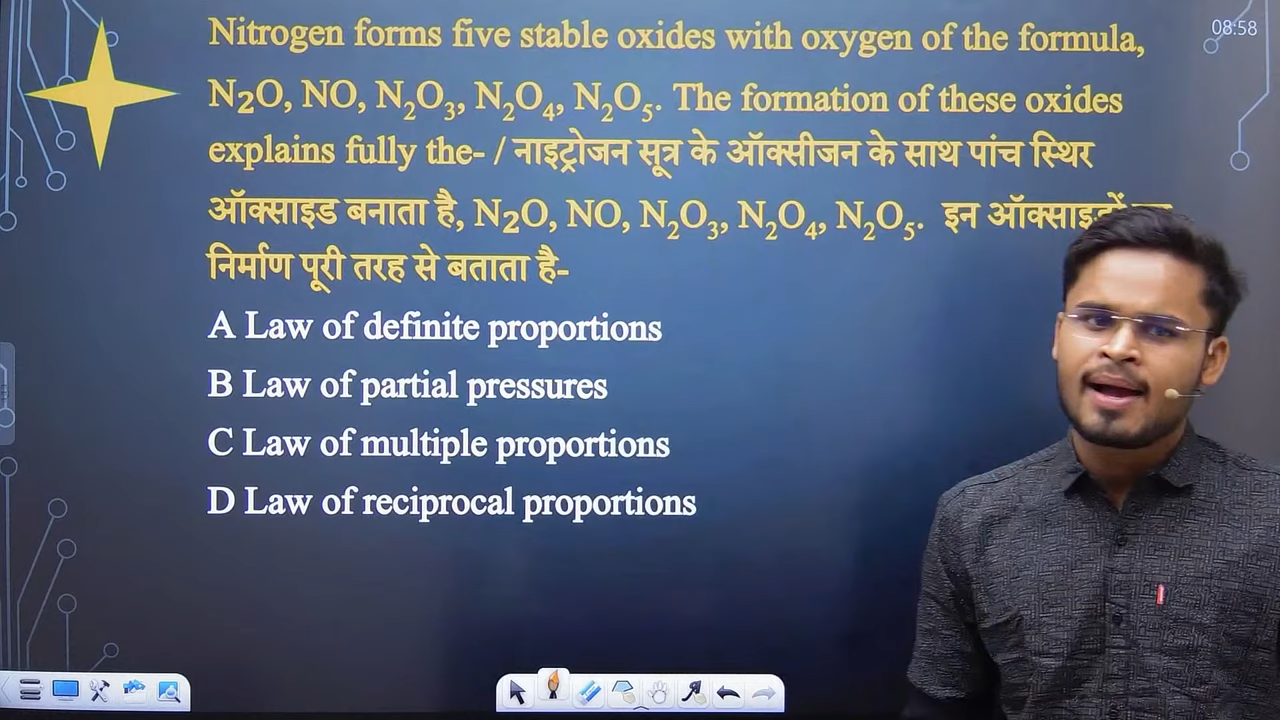 08:58
Nitrogen forms five stable oxides with oxygen of the formula,
N₂O, NO, N₂O₃, N₂O₄, N₂O₅. The formation of these oxides
explains fully the- / नाइट्रोजन सूत्र के ऑक्सीजन के साथ पांच स्थिर
ऑक्साइड बनाता है, N₂O, NO, N₂O₃, N₂O₄, N₂O₅. इन ऑक्साइडों
निर्माण पूरी तरह से बताता है-
A Law of definite proportions
B Law of partial pressures
C Law of multiple proportions
D Law of reciprocal proportions